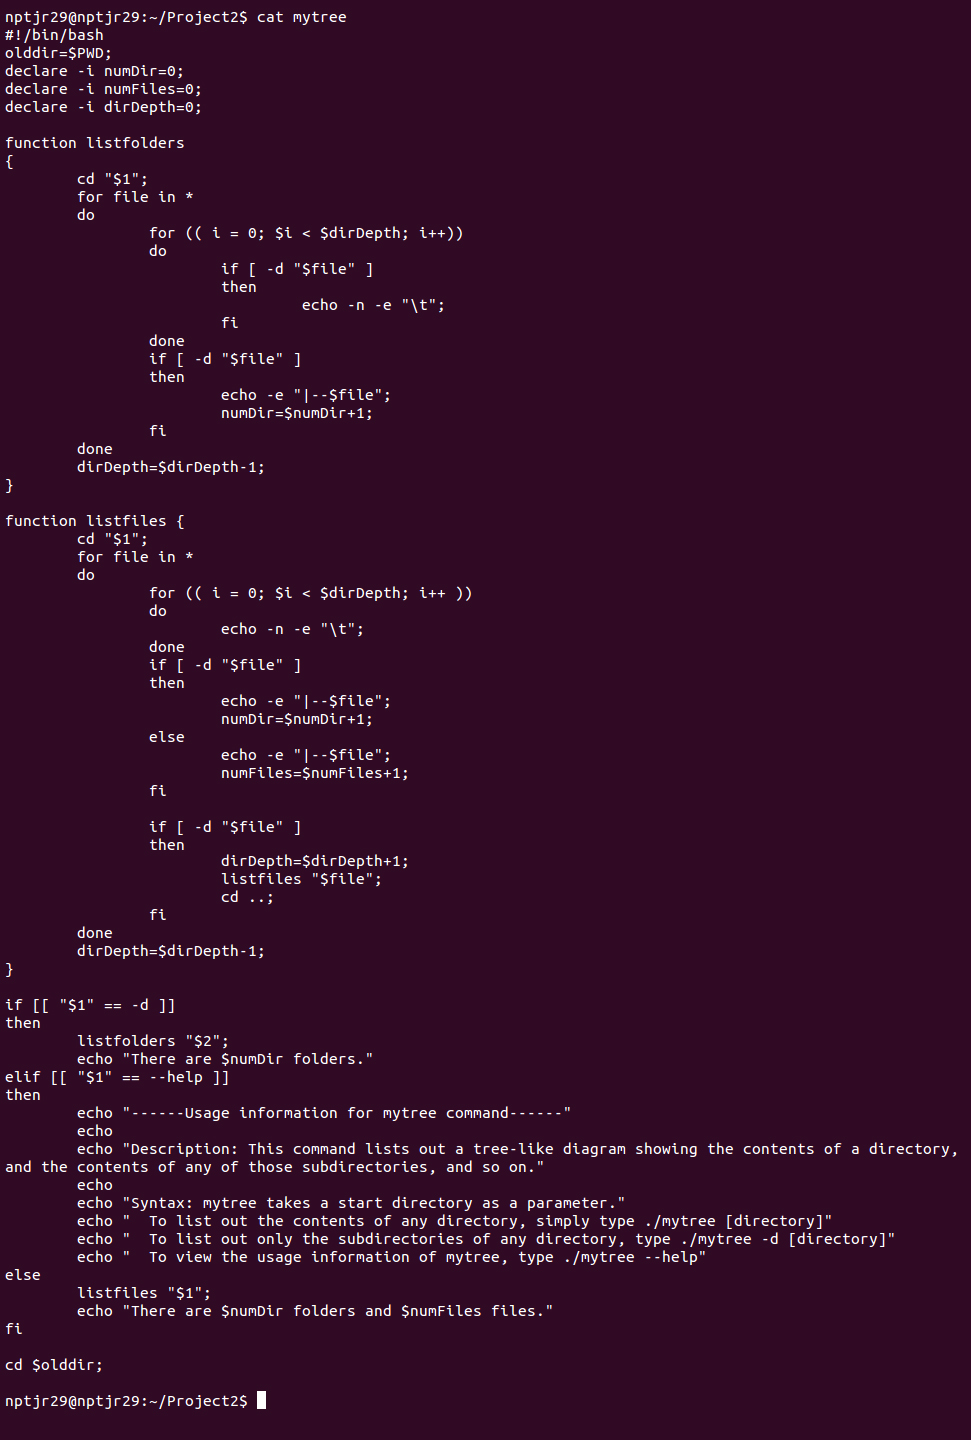 nptjr29@nptjr29:~/Project2$ cat mytree
#!/bin/bash
olddir=$PWD;
declare -i numDir=0;
declare -i numFiles=0;
declare -i dirDepth=0;

function listfolders
{
        cd "$1";
        for file in *
        do
                for (( i = 0; $i < $dirDepth; i++))
                do
                        if [ -d "$file" ]
                        then
                                 echo -n -e "\t";
                        fi
                done
                if [ -d "$file" ]
                then
                        echo -e "|--$file";
                        numDir=$numDir+1;
                fi
        done
        dirDepth=$dirDepth-1;
}

function listfiles {
        cd "$1";
        for file in *
        do
                for (( i = 0; $i < $dirDepth; i++ ))
                do
                        echo -n -e "\t";
                done
                if [ -d "$file" ]
                then
                        echo -e "|--$file";
                        numDir=$numDir+1;
                else
                        echo -e "|--$file";
                        numFiles=$numFiles+1;
                fi

                if [ -d "$file" ]
                then
                        dirDepth=$dirDepth+1;
                        listfiles "$file";
                        cd ..;
                fi
        done
        dirDepth=$dirDepth-1;
}

if [[ "$1" == -d ]]
then
        listfolders "$2";
        echo "There are $numDir folders."
elif [[ "$1" == --help ]]
then
        echo "------Usage information for mytree command------"
        echo
        echo "Description: This command lists out a tree-like diagram showing the contents of a directory,
and the contents of any of those subdirectories, and so on."
        echo
        echo "Syntax: mytree takes a start directory as a parameter."
        echo "  To list out the contents of any directory, simply type ./mytree [directory]"
        echo "  To list out only the subdirectories of any directory, type ./mytree -d [directory]"
        echo "  To view the usage information of mytree, type ./mytree --help"
else
        listfiles "$1";
        echo "There are $numDir folders and $numFiles files."
fi

cd $olddir;

nptjr29@nptjr29:~/Project2$